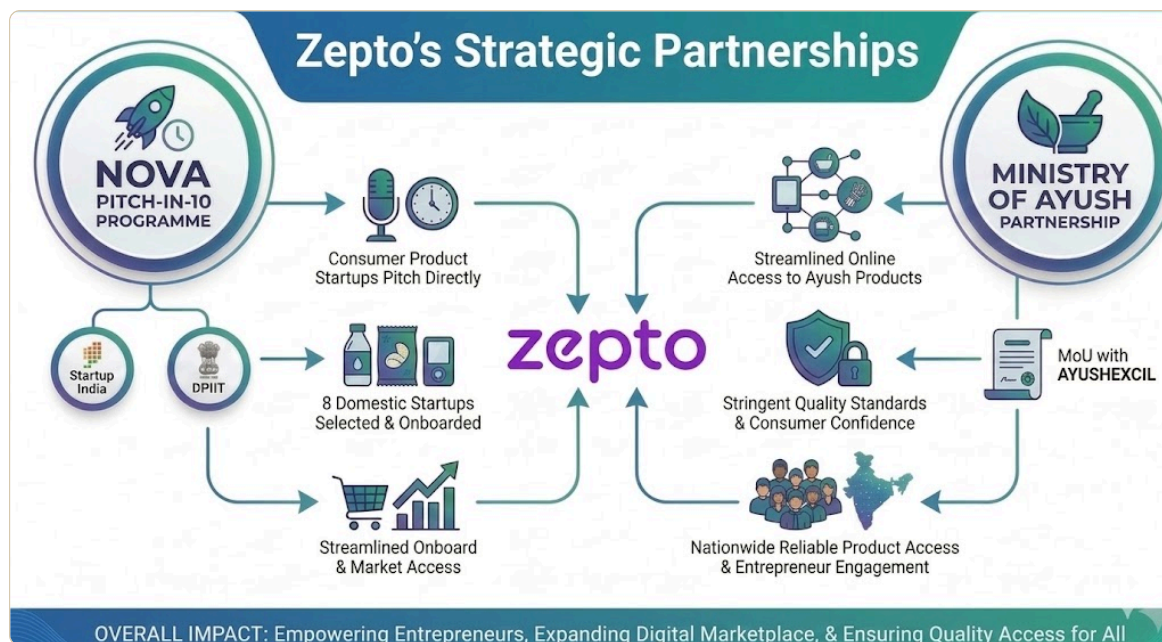 Zepto's Strategic Partnerships
NOVA
PITCH-IN-10
PROGRAMME
Startup
India
DPIIT
Consumer Product
Startups Pitch Directly
8 Domestic Startups
Selected & Onboarded
Streamlined Onboard
& Market Access
zepto
Streamlined Online
Access to Ayush Products
Stringent Quality Standards
& Consumer Confidence
Nationwide Reliable Product Access
& Entrepreneur Engagement
MINISTRY
OF AYUSH
PARTNERSHIP
MoU with
AYUSHEXCIL
OVERALL IMPACT: Empowering Entrepreneurs, Expanding Digital Marketplace, & Ensuring Quality Access for All